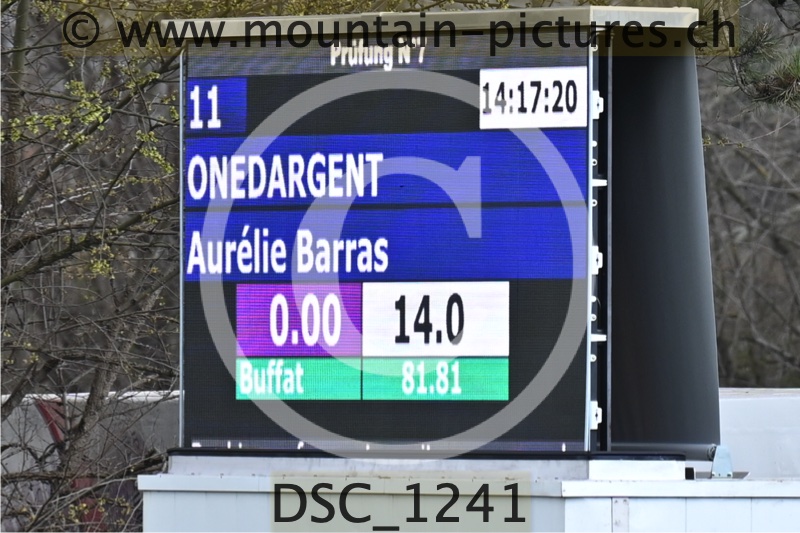 © www.mountain-pictures.ch
Prüfung N°7
11
14:17:20
ONEDARGENT
Aurélie Barras
0.00 14.0
Buffat 81.81
DSC_1241